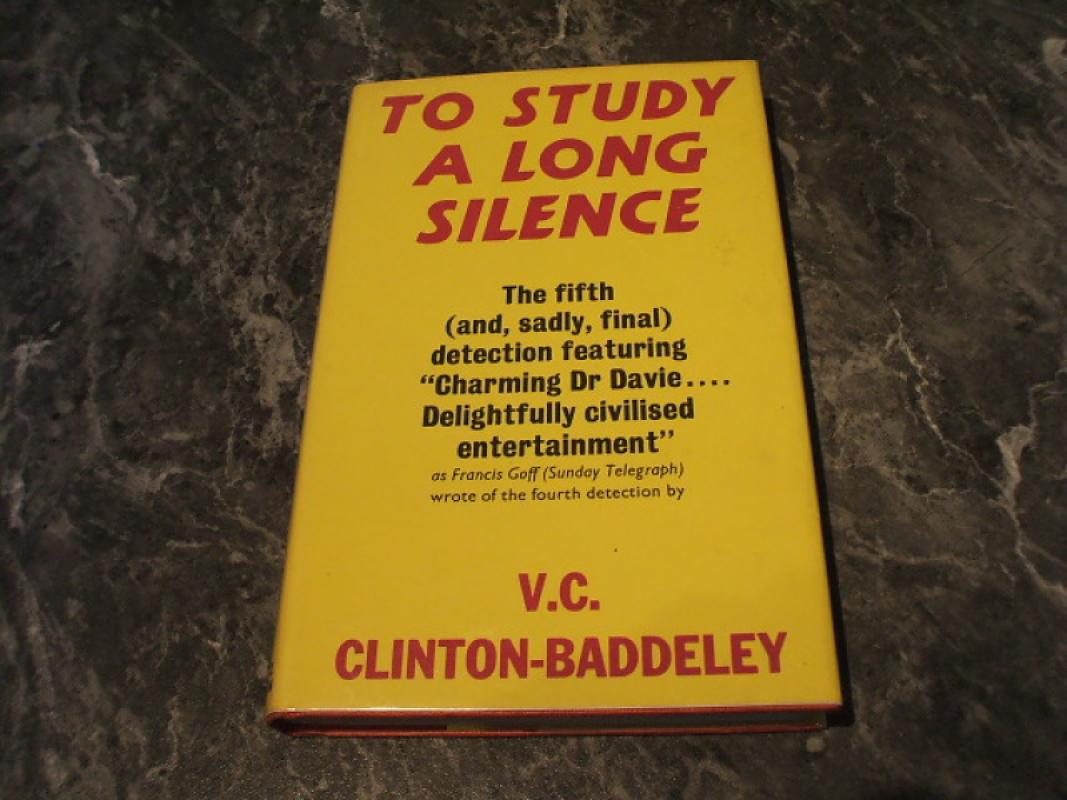 TO STUDY
A LONG
SILENCE
The fifth
(and, sadly, final)
detection featuring
“Charming Dr Davie....
Delightfully civilised
entertainment”
as Francis Goff (Sunday Telegraph)
wrote of the fourth detection by
V.C.
CLINTON-BADDELEY